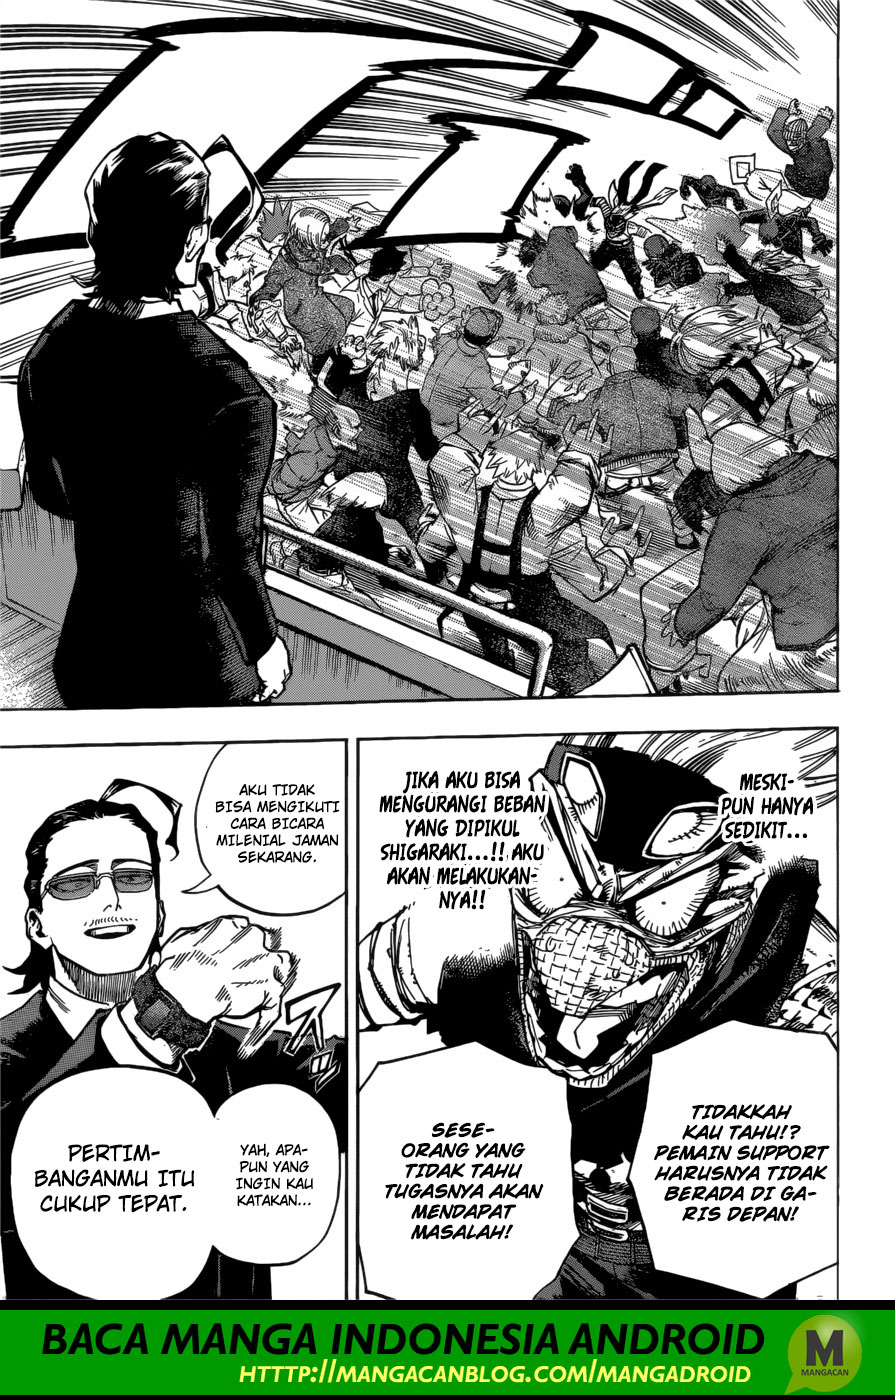 MESKI-
PUN HANYA
SEDIKIT...
JIKA AKU BISA
MENGURANGI BEBAN
YANG DIPIKUL
SHIGARAKI...!! AKU
AKAN MELAKUKAN-
NYA!!
TIDAKKAH
KAU TAHU!?
PEMAIN SUPPORT
HARUSNYA TIDAK
BERADA DI GA-
RIS DEPAN!
SESE-
ORANG YANG
TIDAK TAHU
TUGASNYA AKAN
MENDAPAT
MASALAH!
AKU TIDAK
BISA MENGIKUTI
CARA BICARA
MILENIAL JAMAN
SEKARANG.
YAH, APA-
PUN YANG
INGIN KAU
KATAKAN...
PERTIM-
BANGANMU ITU
CUKUP TEPAT.
BACA MANGA INDONESIA ANDROID
HTTTP://MANGACANBLOG.COM/MANGADROID
M
MANGACAN